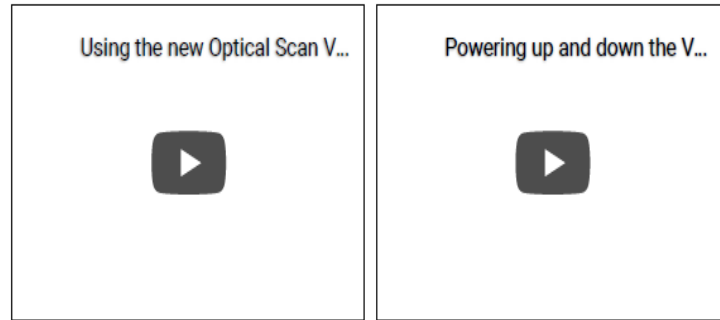 Using the new Optical Scan V...
Powering up and down the V...